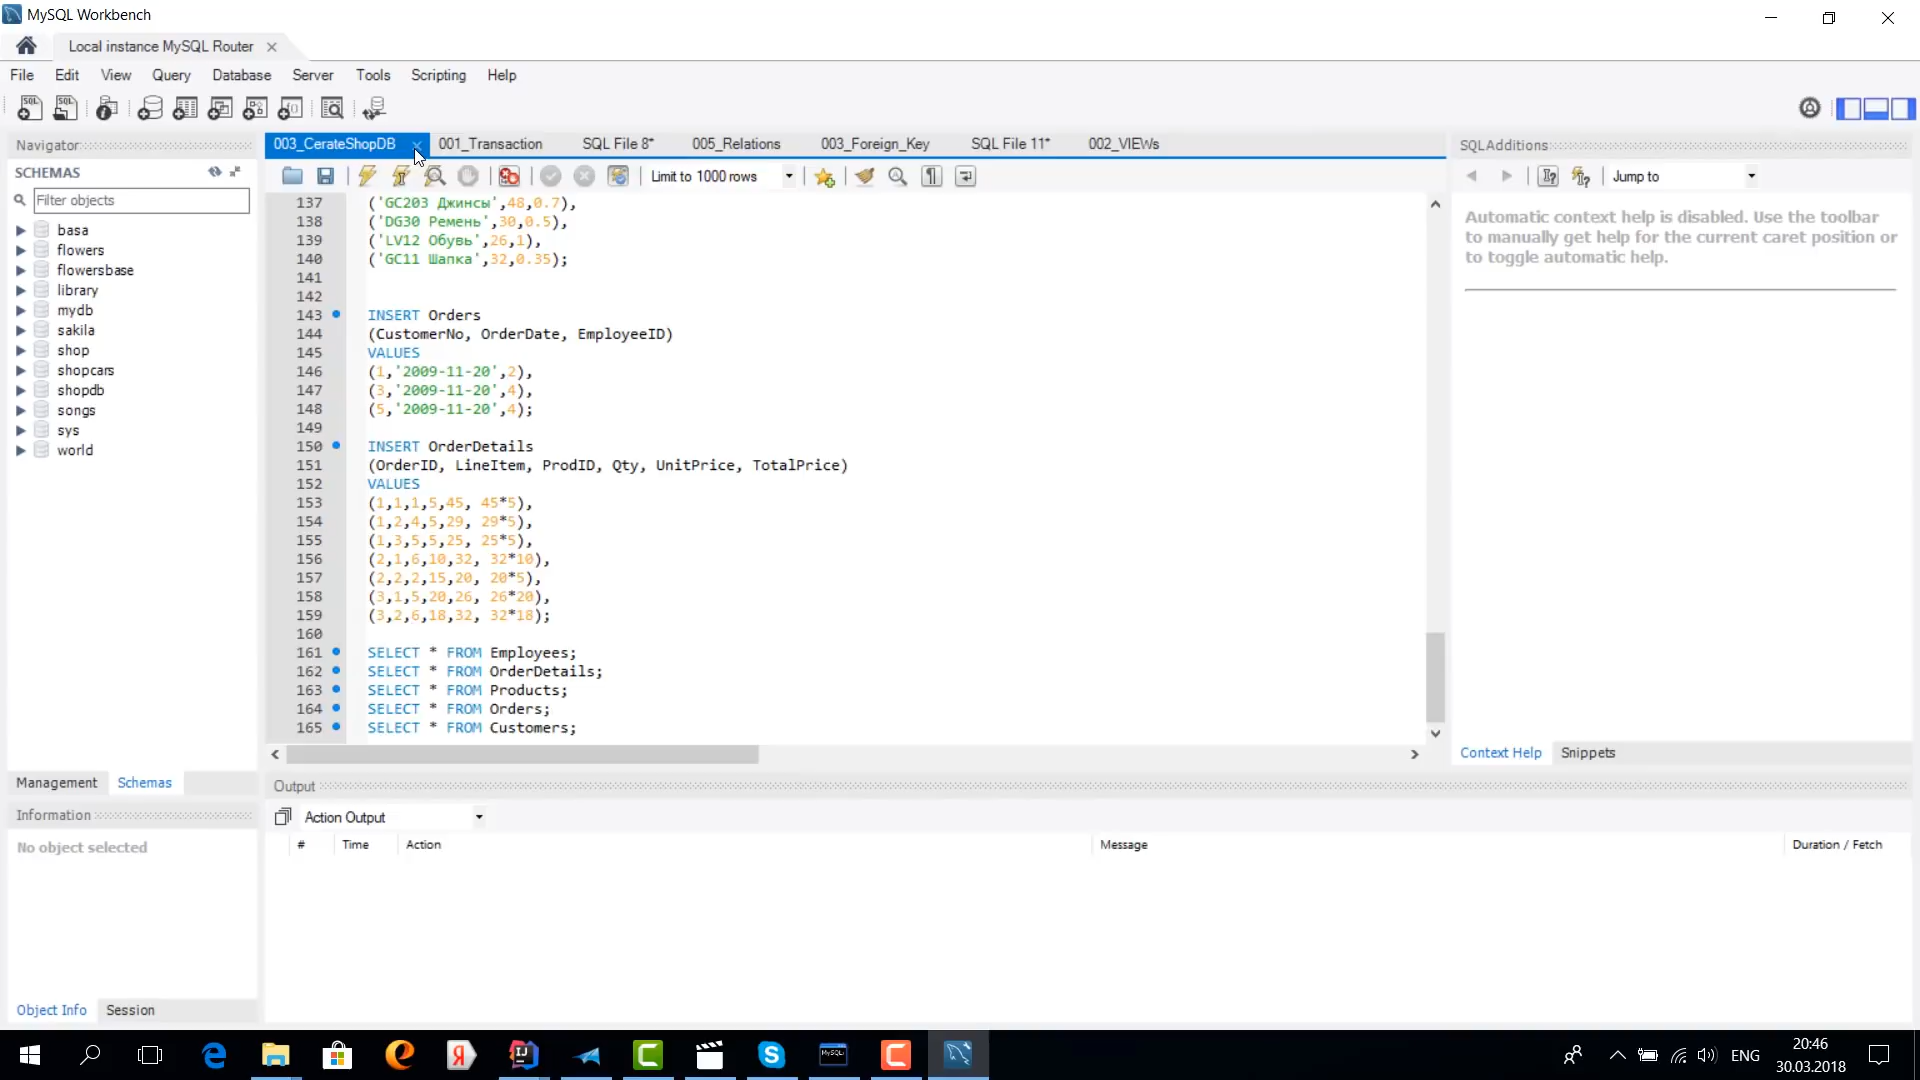 MySQL Workbench
Local instance MySQL Router
File Edit View Query Database Server Tools Scripting Help
Navigator
SCHEMAS
Filter objects
basa
flowers
flowersbase
library
mydb
sakila
shop
shopcars
shopdb
songs
sys
world
Management Schemas
Information
No object selected
Object Info Session
003_CerateShopDB 001_Transaction SQL File 8* 005_Relations 003_Foreign_Key SQL File 11* 002_VIEWs
Limit to 1000 rows
137 ('GC203 Джинсы',48,0.7),
138 ('DG30 Ремень',30,0.5),
139 ('LV12 Обувь',26,1),
140 ('GC11 Шапка',32,0.35);
141
142
143 INSERT Orders
144 (CustomerNo, OrderDate, EmployeeID)
145 VALUES
146 (1,'2009-11-20',2),
147 (3,'2009-11-20',4),
148 (5,'2009-11-20',4);
149
150 INSERT OrderDetails
151 (OrderID, LineItem, ProdID, Qty, UnitPrice, TotalPrice)
152 VALUES
153 (1,1,1,5,45, 45*5),
154 (1,2,4,5,29, 29*5),
155 (1,3,5,5,25, 25*5),
156 (2,1,6,10,32, 32*10),
157 (2,2,2,15,20, 20*5),
158 (3,1,5,20,26, 26*20),
159 (3,2,6,18,32, 32*18);
160
161 SELECT * FROM Employees;
162 SELECT * FROM OrderDetails;
163 SELECT * FROM Products;
164 SELECT * FROM Orders;
165 SELECT * FROM Customers;
SQLAdditions
Jump to
Automatic context help is disabled. Use the toolbar
to manually get help for the current caret position or
to toggle automatic help.
Context Help Snippets
Output
Action Output
# Time Action Message Duration / Fetch
ENG
20:46
30.03.2018